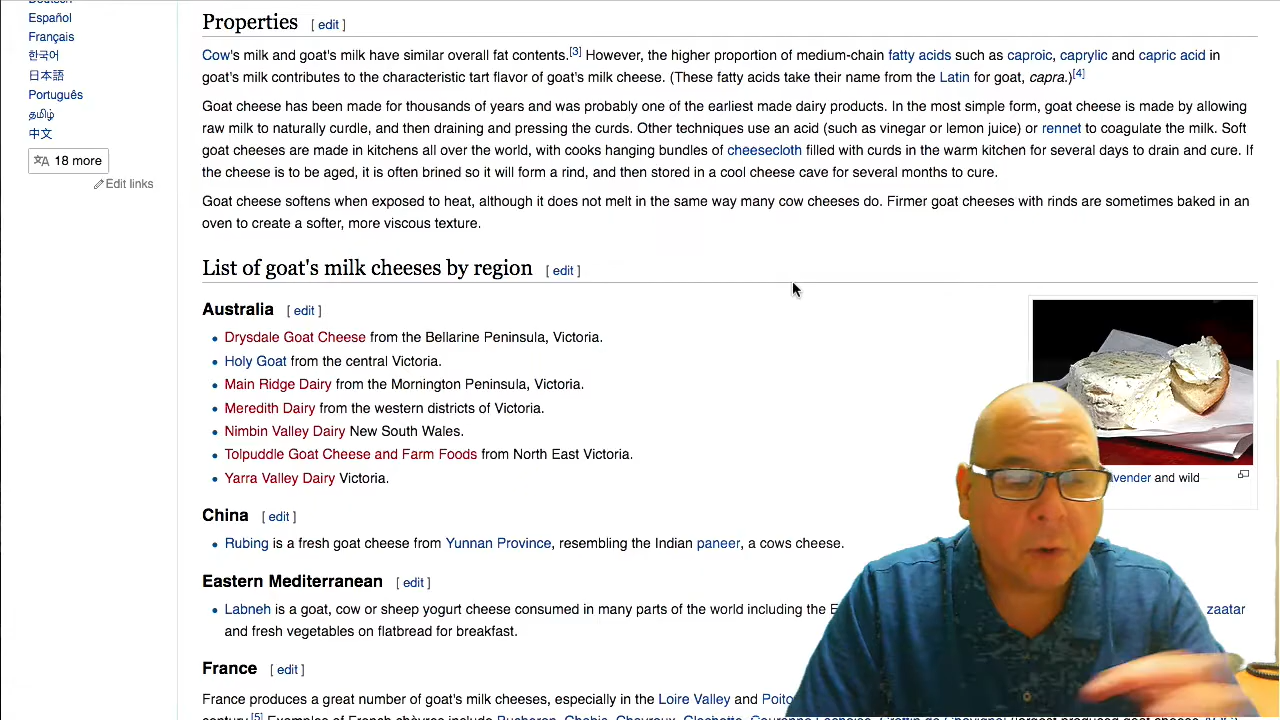 Español
Français
한국어
日本語
Português
தமிழ்
中文
18 more
Edit links
Properties [ edit ]
Cow's milk and goat's milk have similar overall fat contents.[3] However, the higher proportion of medium-chain fatty acids such as caproic, caprylic and capric acid in
goat's milk contributes to the characteristic tart flavor of goat's milk cheese. (These fatty acids take their name from the Latin for goat, capra.)[4]
Goat cheese has been made for thousands of years and was probably one of the earliest made dairy products. In the most simple form, goat cheese is made by allowing
raw milk to naturally curdle, and then draining and pressing the curds. Other techniques use an acid (such as vinegar or lemon juice) or rennet to coagulate the milk. Soft
goat cheeses are made in kitchens all over the world, with cooks hanging bundles of cheesecloth filled with curds in the warm kitchen for several days to drain and cure. If
the cheese is to be aged, it is often brined so it will form a rind, and then stored in a cool cheese cave for several months to cure.
Goat cheese softens when exposed to heat, although it does not melt in the same way many cow cheeses do. Firmer goat cheeses with rinds are sometimes baked in an
oven to create a softer, more viscous texture.
List of goat's milk cheeses by region [ edit ]
Australia [ edit ]
Drysdale Goat Cheese from the Bellarine Peninsula, Victoria.
Holy Goat from the central Victoria.
Main Ridge Dairy from the Mornington Peninsula, Victoria.
Meredith Dairy from the western districts of Victoria.
Nimbin Valley Dairy New South Wales.
Tolpuddle Goat Cheese and Farm Foods from North East Victoria.
Yarra Valley Dairy Victoria.
and wild
China [ edit ]
Rubing is a fresh goat cheese from Yunnan Province, resembling the Indian paneer, a cows cheese.
Eastern Mediterranean [ edit ]
Labneh is a goat, cow or sheep yogurt cheese consumed in many parts of the world including the zaatar
and fresh vegetables on flatbread for breakfast.
France [ edit ]
France produces a great number of goat's milk cheeses, especially in the Loire Valley and